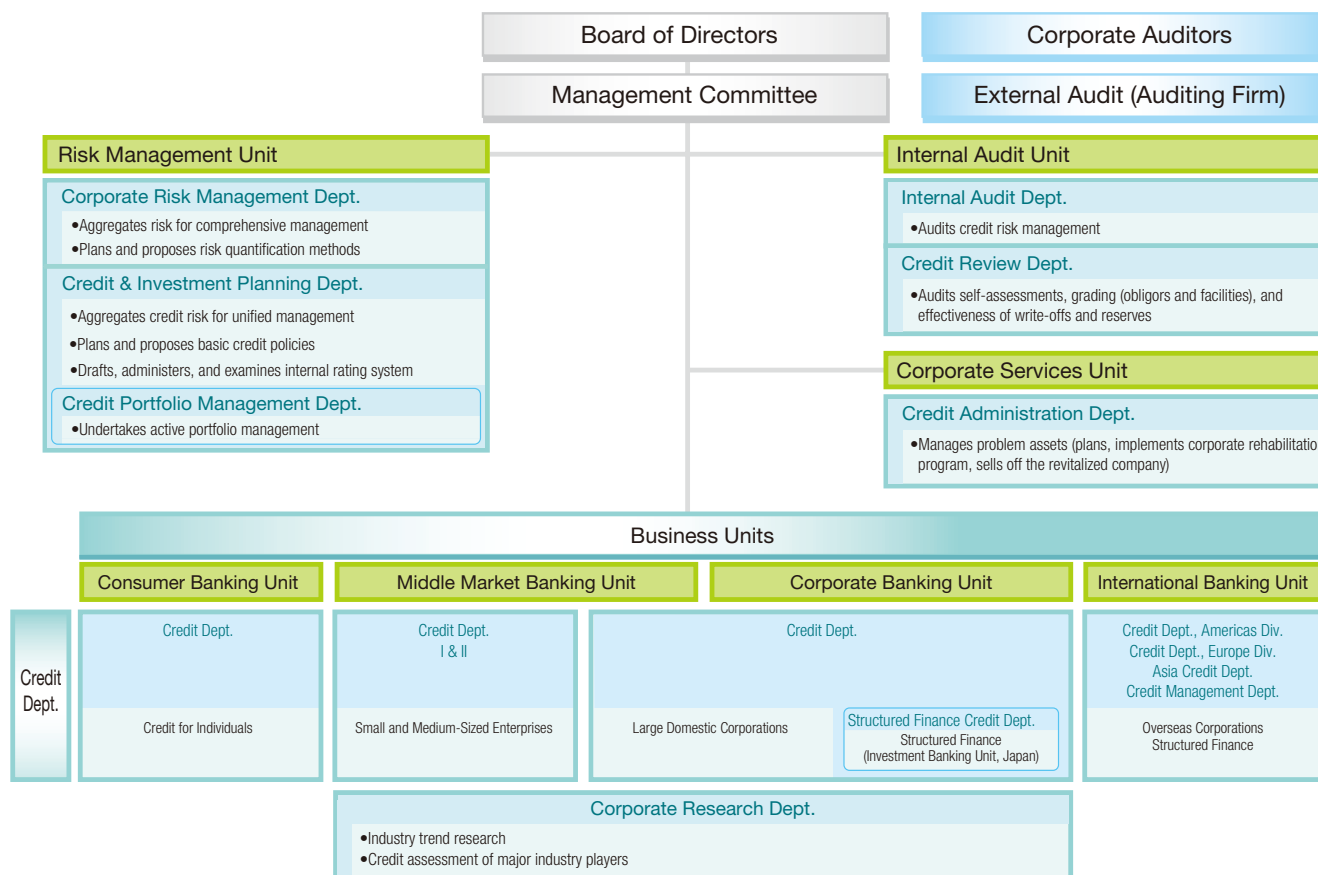 Board of Directors
Corporate Auditors
Management Committee
External Audit (Auditing Firm)
Risk Management Unit
Corporate Risk Management Dept.
•Aggregates risk for comprehensive management
•Plans and proposes risk quantification methods
Credit & Investment Planning Dept.
•Aggregates credit risk for unified management
•Plans and proposes basic credit policies
•Drafts, administers, and examines internal rating system
Credit Portfolio Management Dept.
•Undertakes active portfolio management
Internal Audit Unit
Internal Audit Dept.
•Audits credit risk management
Credit Review Dept.
•Audits self-assessments, grading (obligors and facilities), and
effectiveness of write-offs and reserves
Corporate Services Unit
Credit Administration Dept.
•Manages problem assets (plans, implements corporate rehabilitatio
program, sells off the revitalized company)
Business Units
Consumer Banking Unit
Middle Market Banking Unit
Corporate Banking Unit
International Banking Unit
Credit
Dept.
Credit Dept.
Credit for Individuals
Credit Dept.
I & II
Small and Medium-Sized Enterprises
Credit Dept.
Large Domestic Corporations
Structured Finance Credit Dept.
Structured Finance
(Investment Banking Unit, Japan)
Credit Dept., Americas Div.
Credit Dept., Europe Div.
Asia Credit Dept.
Credit Management Dept.
Overseas Corporations
Structured Finance
Corporate Research Dept.
•Industry trend research
•Credit assessment of major industry players